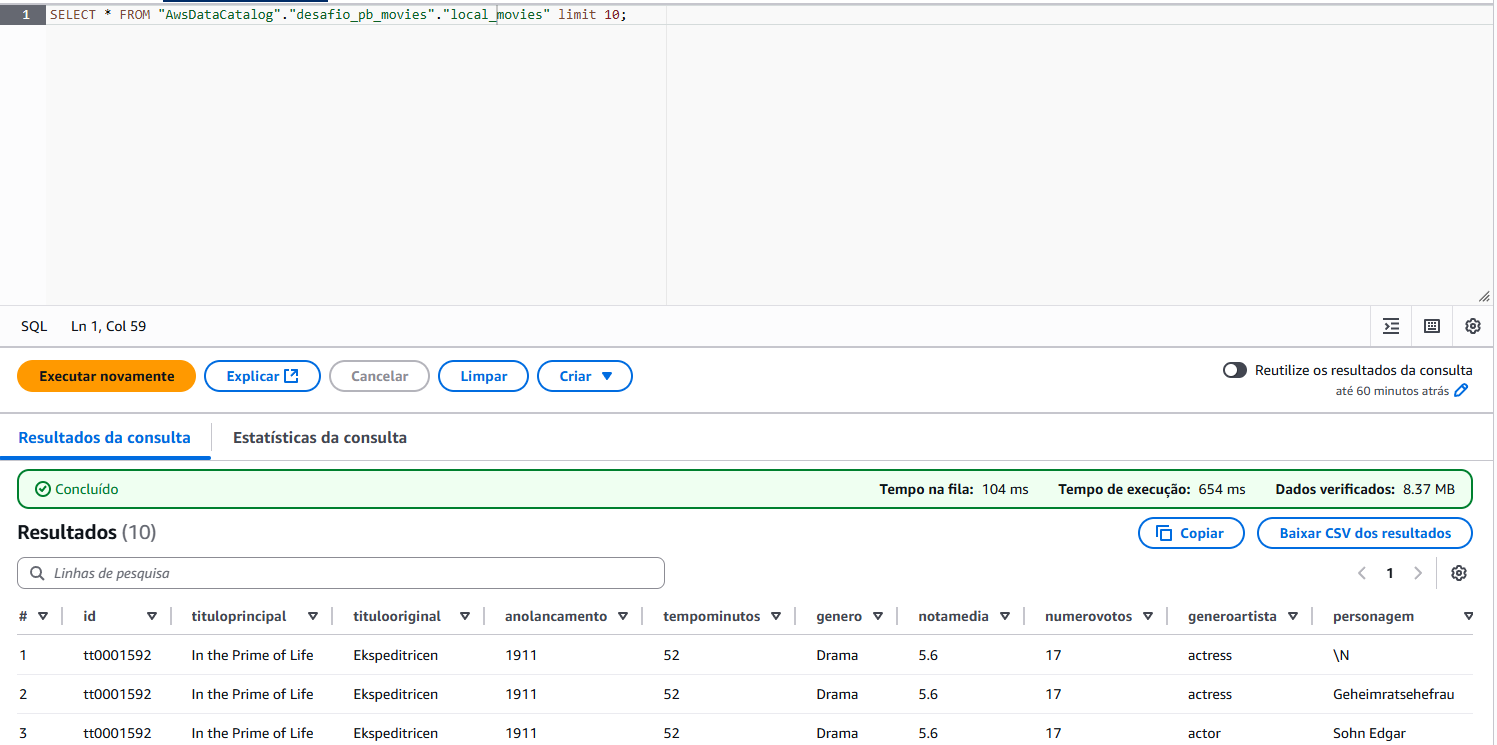 1 SELECT * FROM "AwsDataCatalog"."desafio_pb_movies"."local_movies" limit 10;
SQL Ln 1, Col 59
Executar novamente Explicar Cancelar Limpar Criar Reutilize os resultados da consulta
até 60 minutos atrás
Resultados da consulta Estatísticas da consulta
Concluído Tempo na fila: 104 ms Tempo de execução: 654 ms Dados verificados: 8.37 MB
Resultados (10) Copiar Baixar CSV dos resultados
Linhas de pesquisa 1
# id tituloprincipal titulooriginal anolancamento tempominutos genero notamedia numerovotos generoartista personagem
1 tt0001592 In the Prime of Life Ekspeditricen 1911 52 Drama 5.6 17 actress \N
2 tt0001592 In the Prime of Life Ekspeditricen 1911 52 Drama 5.6 17 actress Geheimratsehefrau
3 tt0001592 In the Prime of Life Ekspeditricen 1911 52 Drama 5.6 17 actor Sohn Edgar